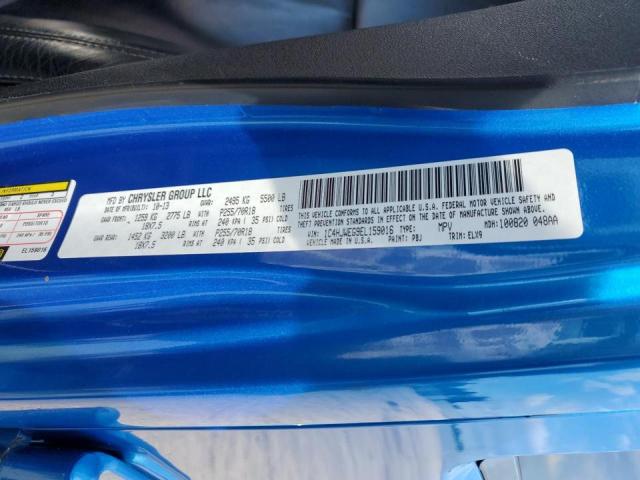 INFORMATION
3
EL159016
MFD BY CHRYSLER GROUP LLC
DATE OF MFR/BUILT: 10-13 GVWR: 2495 KG 5500 LB
GAWR FRONT: 1259 KG 2775 LB WITH P255/70R18 TIRES
18X7.5 RIMS AT 240 KPA ( 35 PSI) COLD
GAWR REAR: 1452 KG 3200 LB WITH P255/70R18 TIRES
18X7.5 RIMS AT 240 KPA ( 35 PSI) COLD
THIS VEHICLE CONFORMS TO ALL APPLICABLE U.S.A. FEDERAL MOTOR VEHICLE SAFETY AND
THEFT PREVENTION STANDARDS IN EFFECT ON THE DATE OF MANUFACTURE SHOWN ABOVE.
VIN: 1C4HJWEG9EL159016 TYPE: MPV MDH: 100820 048AA
MADE IN U.S.A. PAINT: PBJ TRIM: ELX9